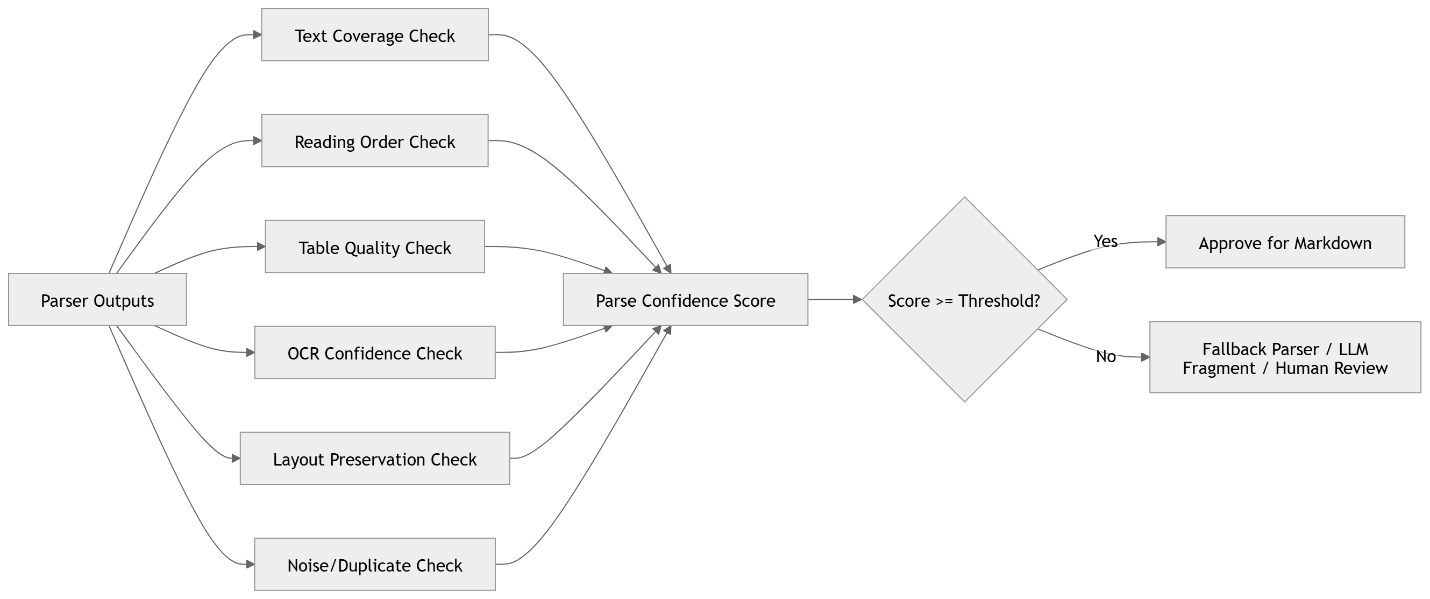 Parser Outputs
Text Coverage Check
Reading Order Check
Table Quality Check
OCR Confidence Check
Layout Preservation Check
Noise/Duplicate Check
Parse Confidence Score
Score >= Threshold?
Yes
No
Approve for Markdown
Fallback Parser / LLM
Fragment / Human Review